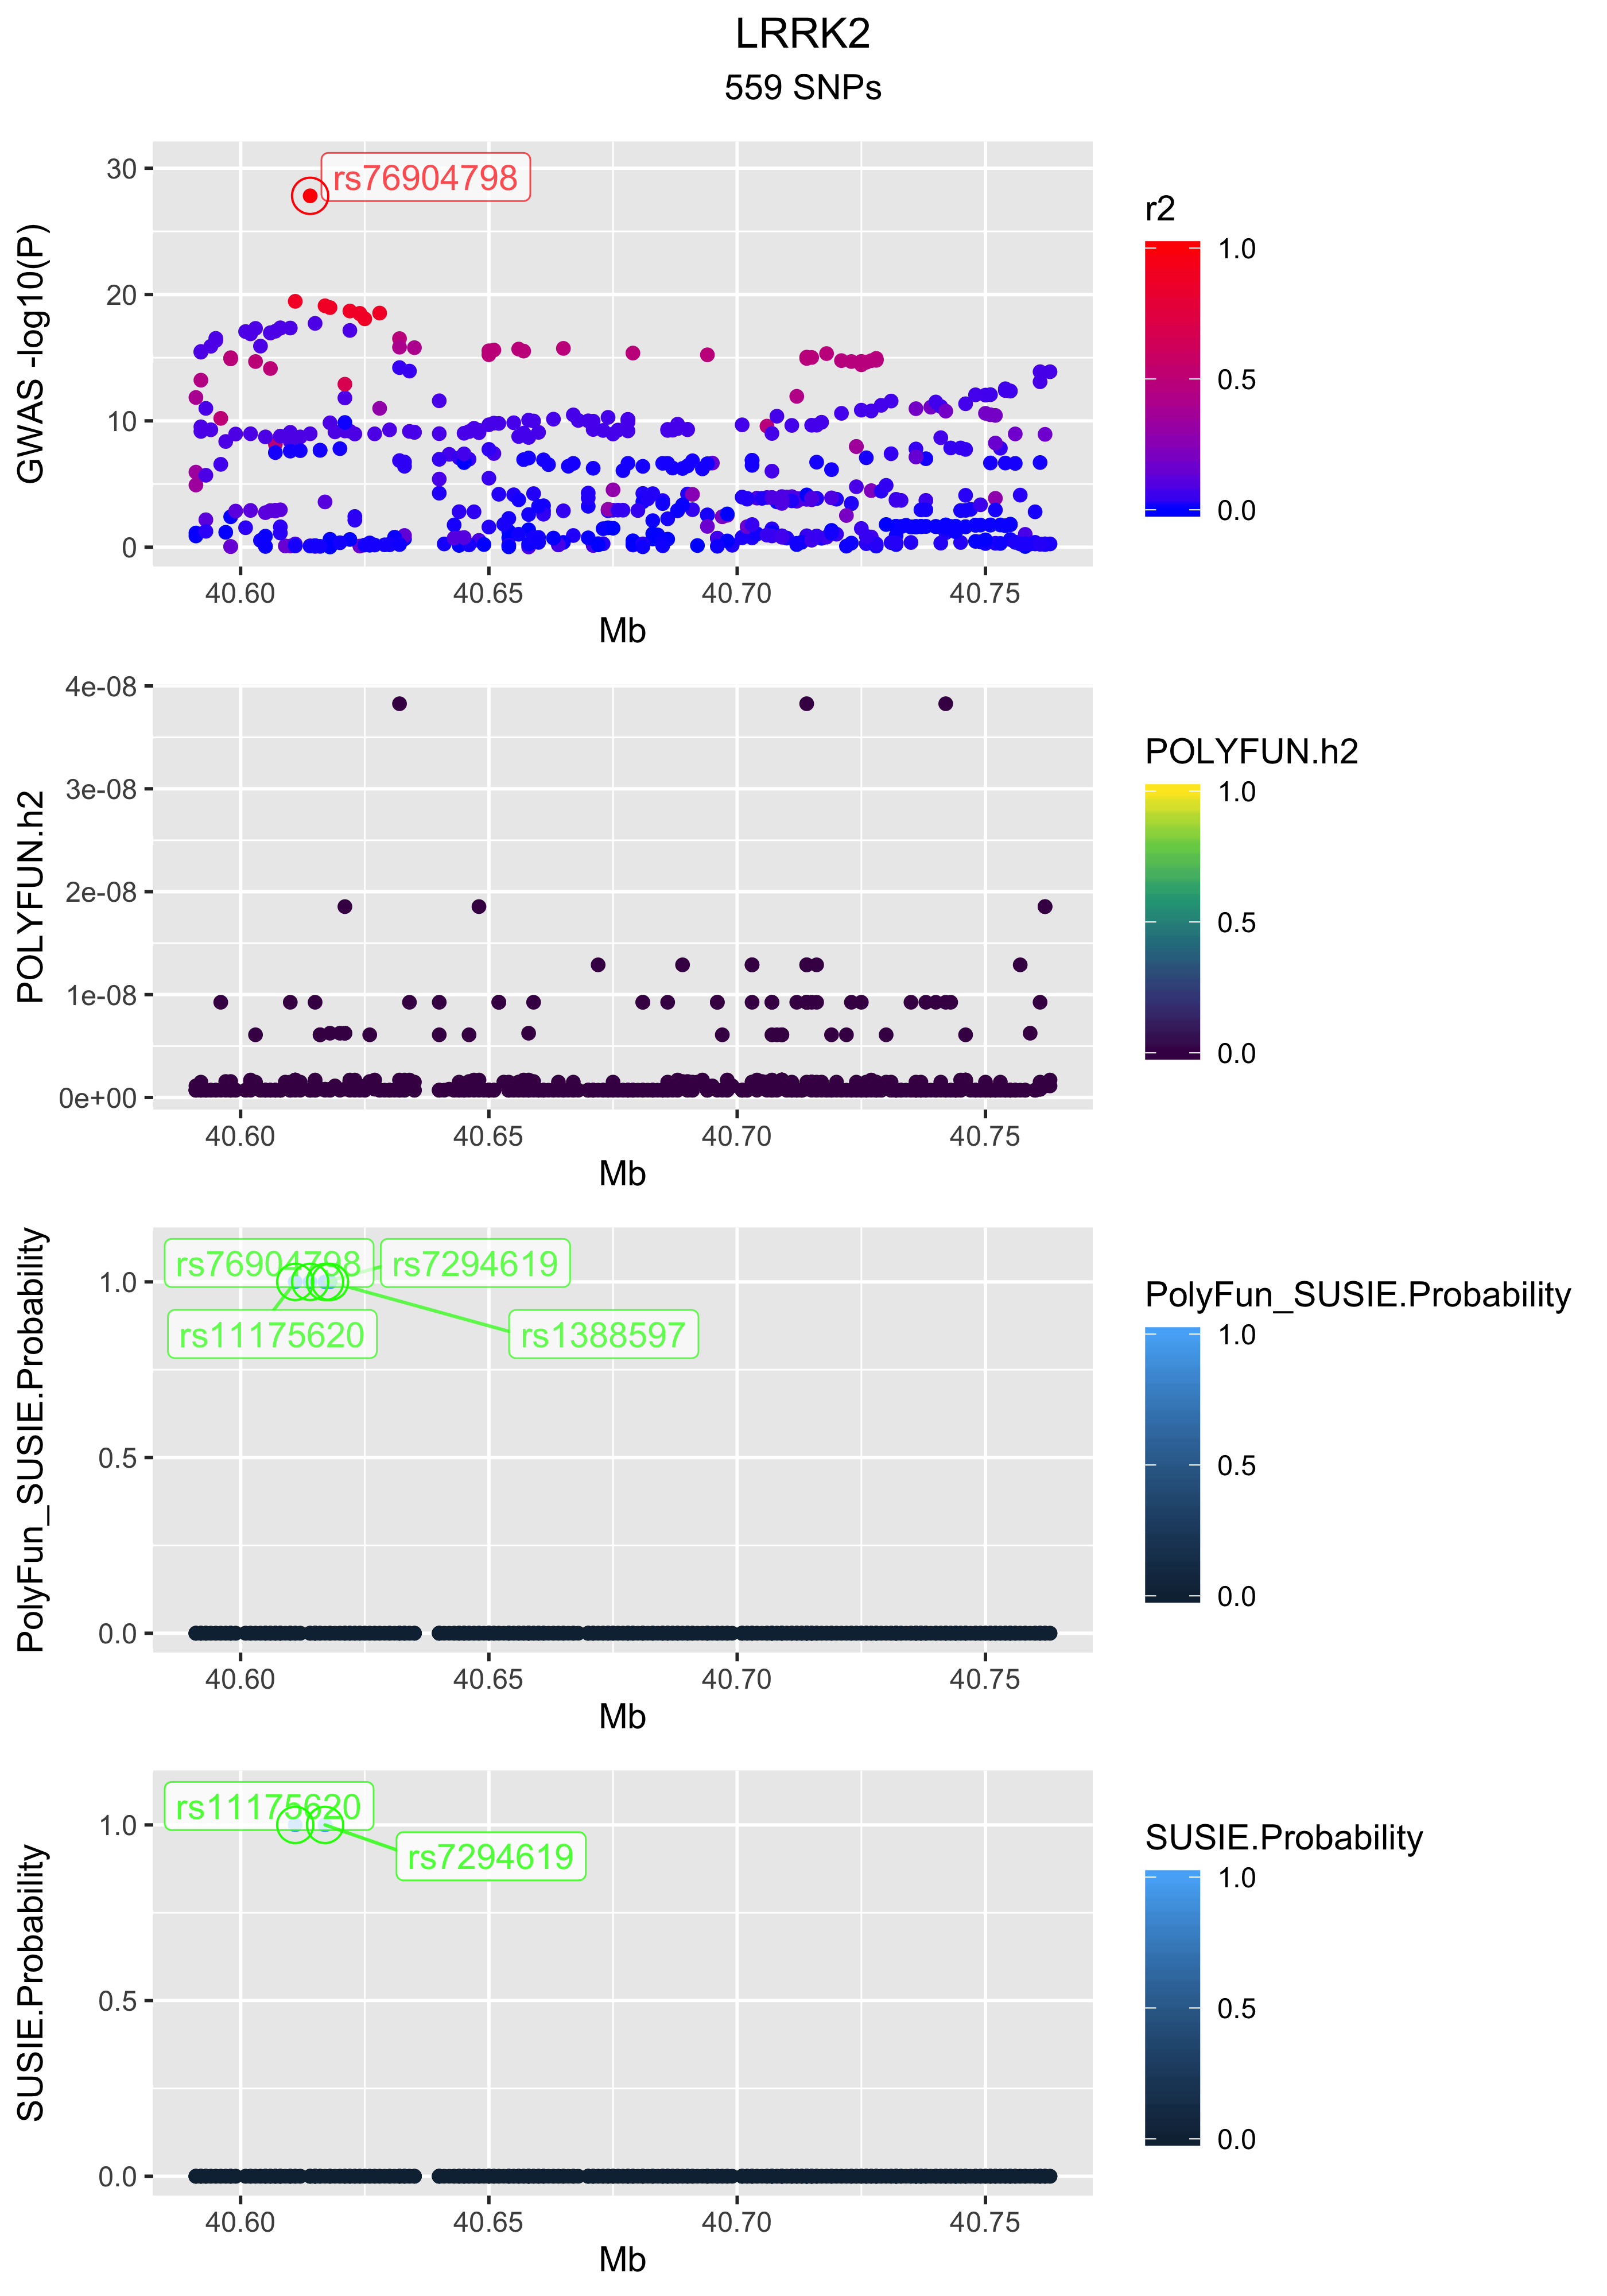 LRRK2
559 SNPs
GWAS -log10(P)
30
20
10
0
rs76904798
40.60 40.65 40.70 40.75
Mb
r2
1.0
0.5
0.0
POLYFUN.h2
4e-08
3e-08
2e-08
1e-08
0e+00
40.60 40.65 40.70 40.75
Mb
POLYFUN.h2
1.0
0.5
0.0
PolyFun_SUSIE.Probability
1.0
0.5
0.0
rs76904798 rs7294619
rs11175620 rs1388597
40.60 40.65 40.70 40.75
Mb
PolyFun_SUSIE.Probability
1.0
0.5
0.0
SUSIE.Probability
1.0
0.5
0.0
rs11175620
rs7294619
40.60 40.65 40.70 40.75
Mb
SUSIE.Probability
1.0
0.5
0.0